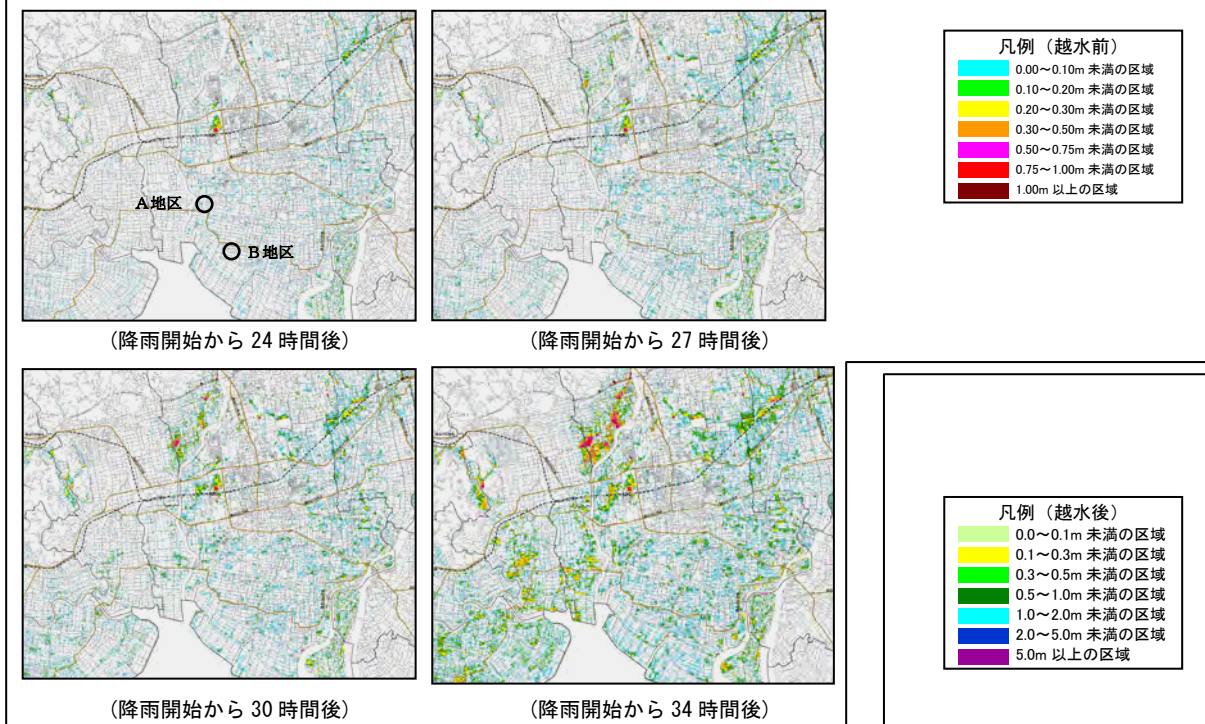 A地区
B地区
(降雨開始から 24 時間後)
(降雨開始から 27 時間後)
凡例（越水前）
0.00～0.10m 未満の区域
0.10～0.20m 未満の区域
0.20～0.30m 未満の区域
0.30～0.50m 未満の区域
0.50～0.75m 未満の区域
0.75～1.00m 未満の区域
1.00m 以上の区域
(降雨開始から 30 時間後)
(降雨開始から 34 時間後)
凡例（越水後）
0.0～0.1m 未満の区域
0.1～0.3m 未満の区域
0.3～0.5m 未満の区域
0.5～1.0m 未満の区域
1.0～2.0m 未満の区域
2.0～5.0m 未満の区域
5.0m 以上の区域